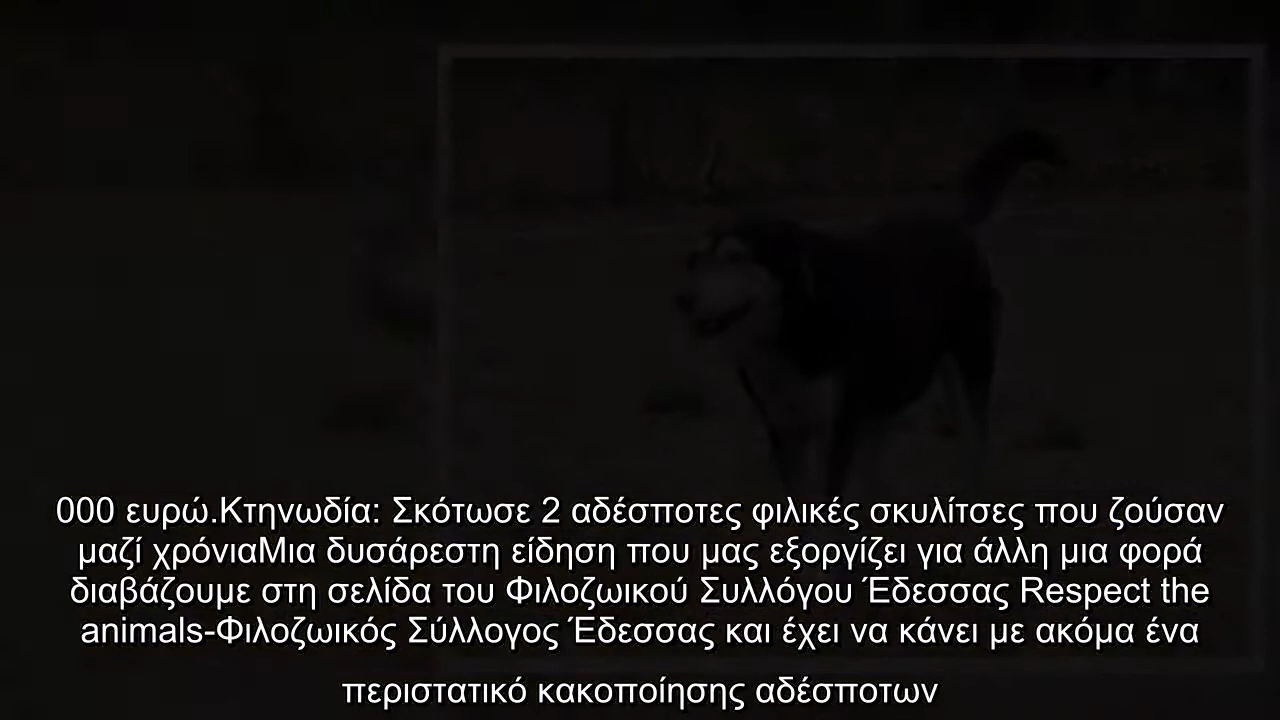 000 ευρώ.Κτηνωδία: Σκότωσε 2 αδέσποτες φιλικές σκυλίτσες που ζούσαν
μαζί χρόνιαΜια δυσάρεστη είδηση που μας εξοργίζει για άλλη μια φορά
διαβάζουμε στη σελίδα του Φιλοζωικού Συλλόγου Έδεσσας Respect the
animals-Φιλοζωικός Σύλλογος Έδεσσας και έχει να κάνει με ακόμα ένα
περιστατικό κακοποίησης αδέσποτων